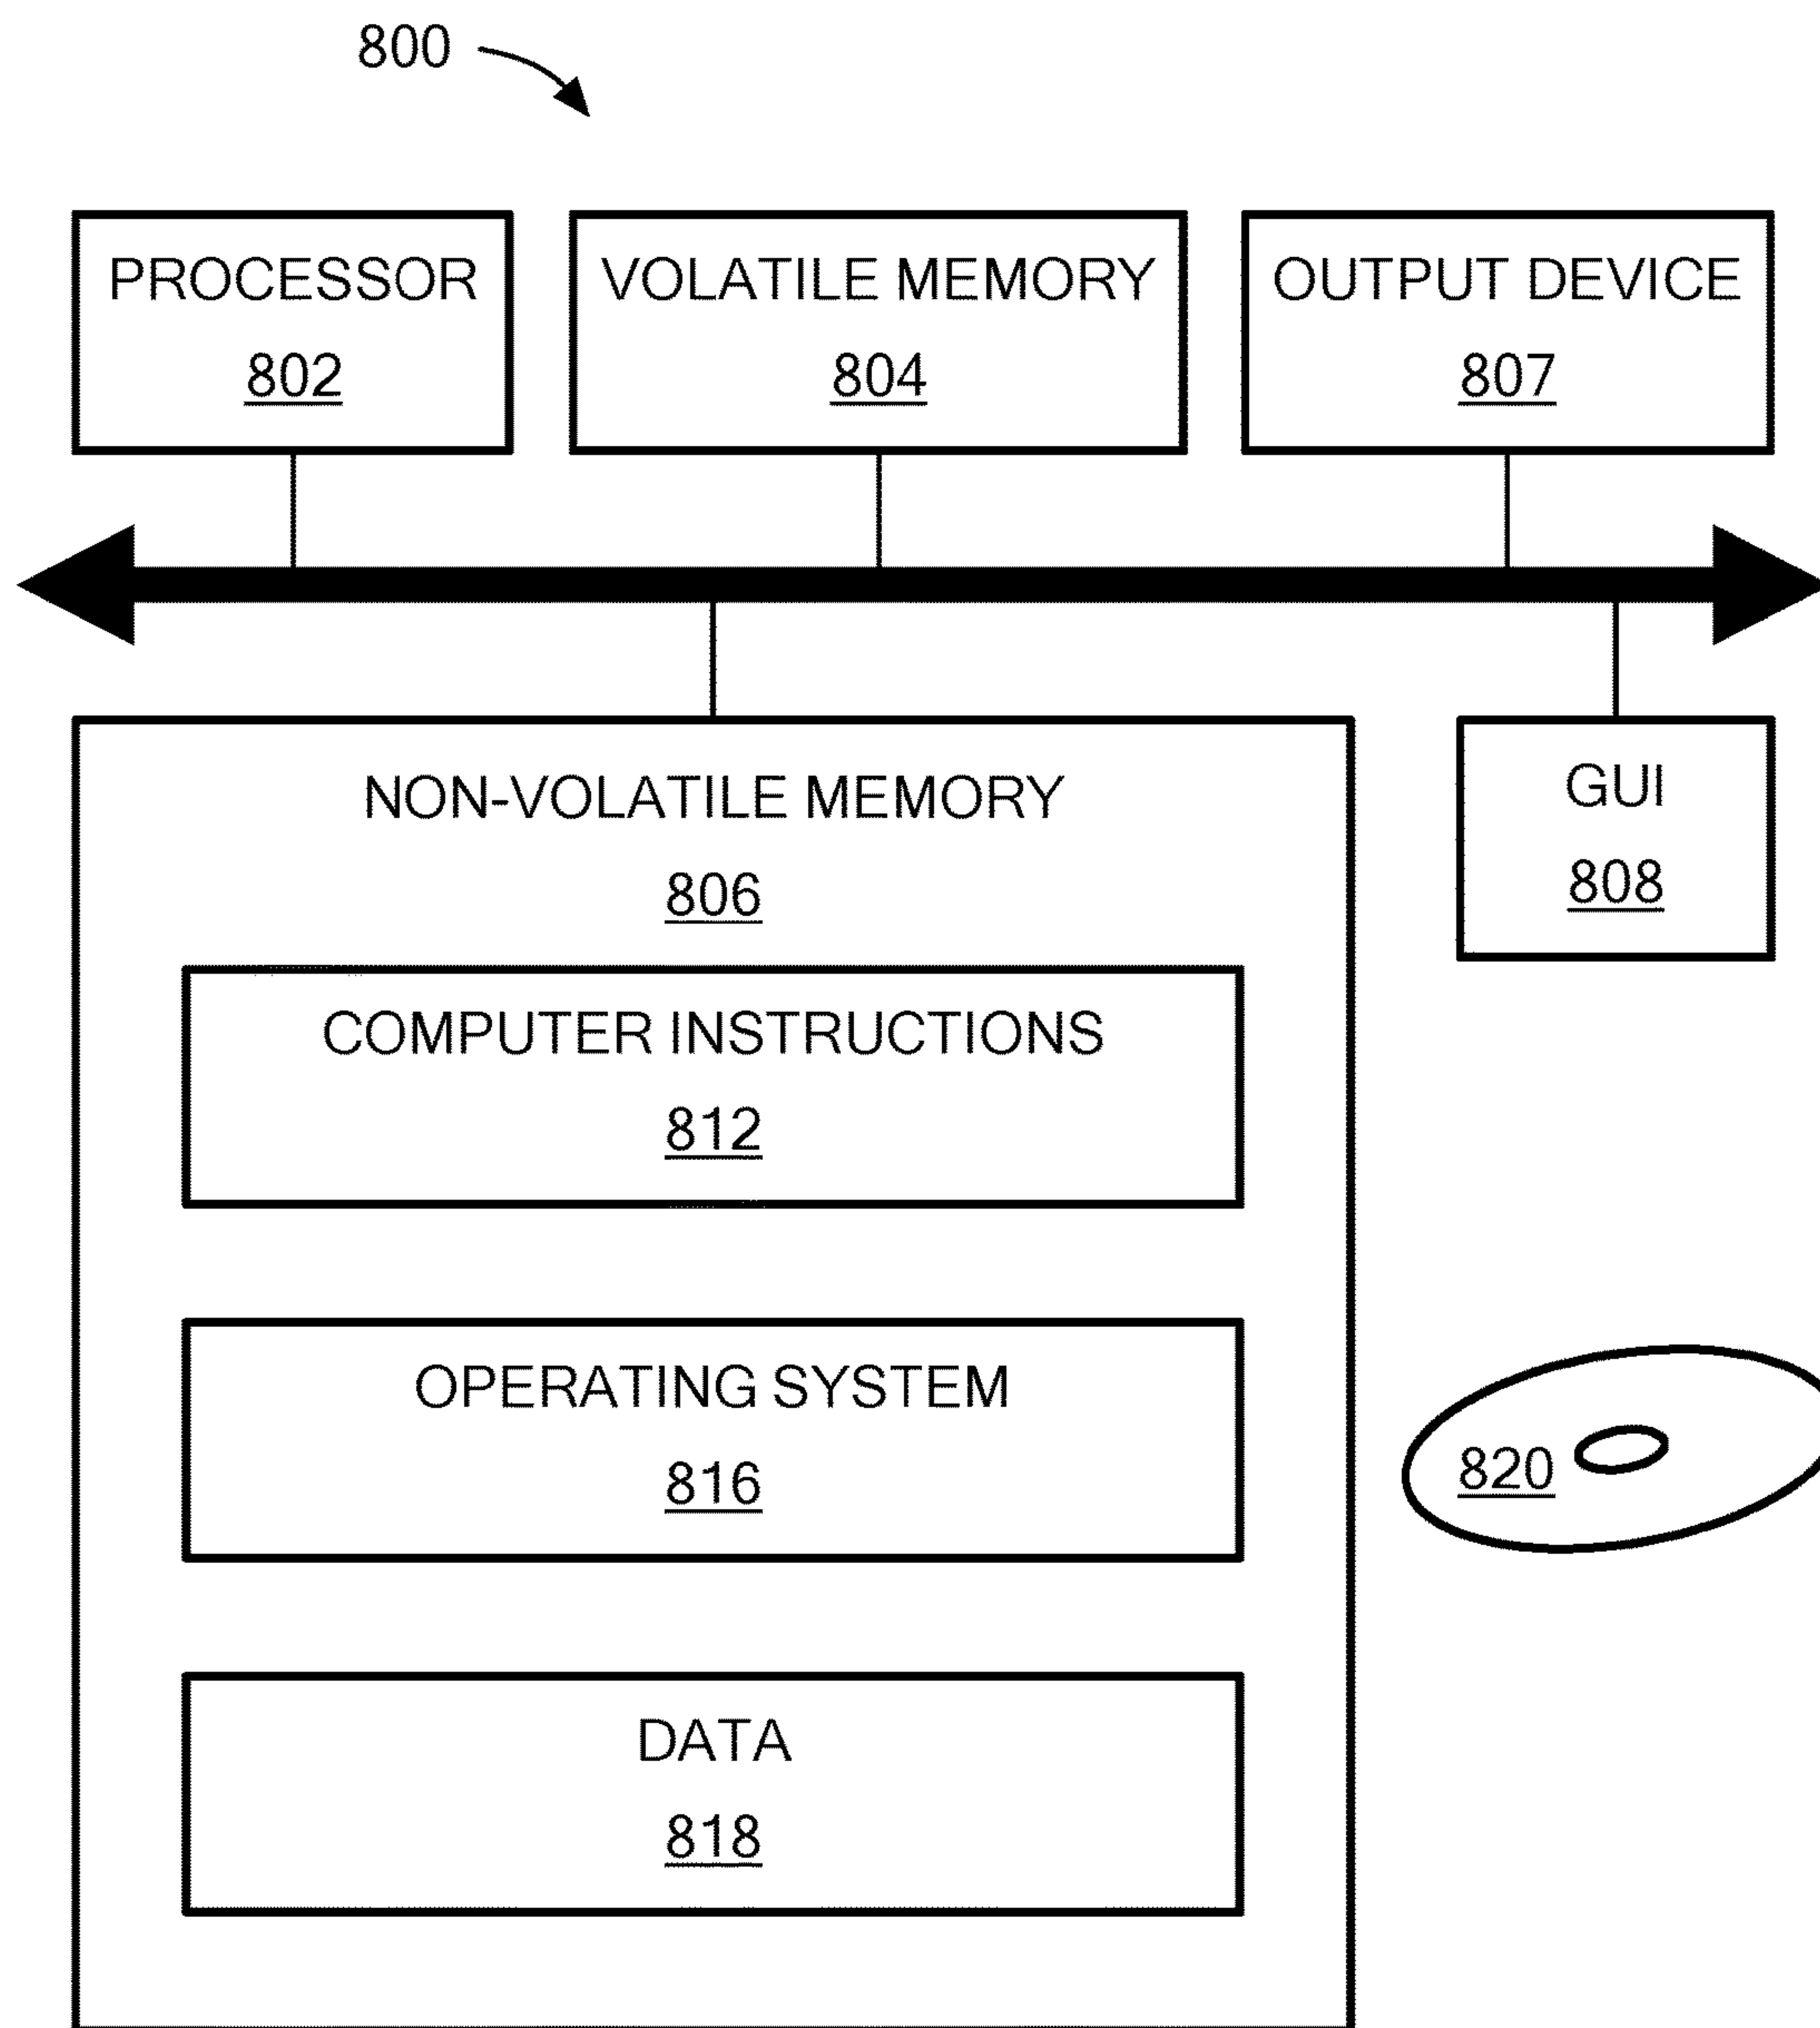 800
PROCESSOR
802
VOLATILE MEMORY
804
OUTPUT DEVICE
807
NON-VOLATILE MEMORY
806
GUI
808
COMPUTER INSTRUCTIONS
812
OPERATING SYSTEM
816
820
DATA
818